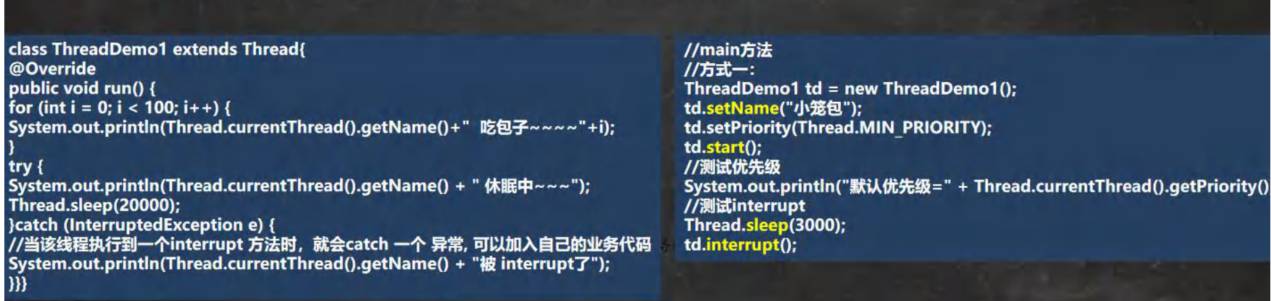 class ThreadDemo1 extends Thread{
@Override
public void run() {
for (int i = 0; i < 100; i++) {
System.out.println(Thread.currentThread().getName()+" 吃包子~~~~"+i);
}
try {
System.out.println(Thread.currentThread().getName() + " 休眠中~~~");
Thread.sleep(20000);
}catch (InterruptedException e) {
//当该线程执行到一个interrupt 方法时，就会catch 一个 异常, 可以加入自己的业务代码
System.out.println(Thread.currentThread().getName() + "被 interrupt了");
}}}
//main方法
//方式一：
ThreadDemo1 td = new ThreadDemo1();
td.setName("小笼包");
td.setPriority(Thread.MIN_PRIORITY);
td.start();
//测试优先级
System.out.println("默认优先级=" + Thread.currentThread().getPriority()
//测试interrupt
Thread.sleep(3000);
td.interrupt();